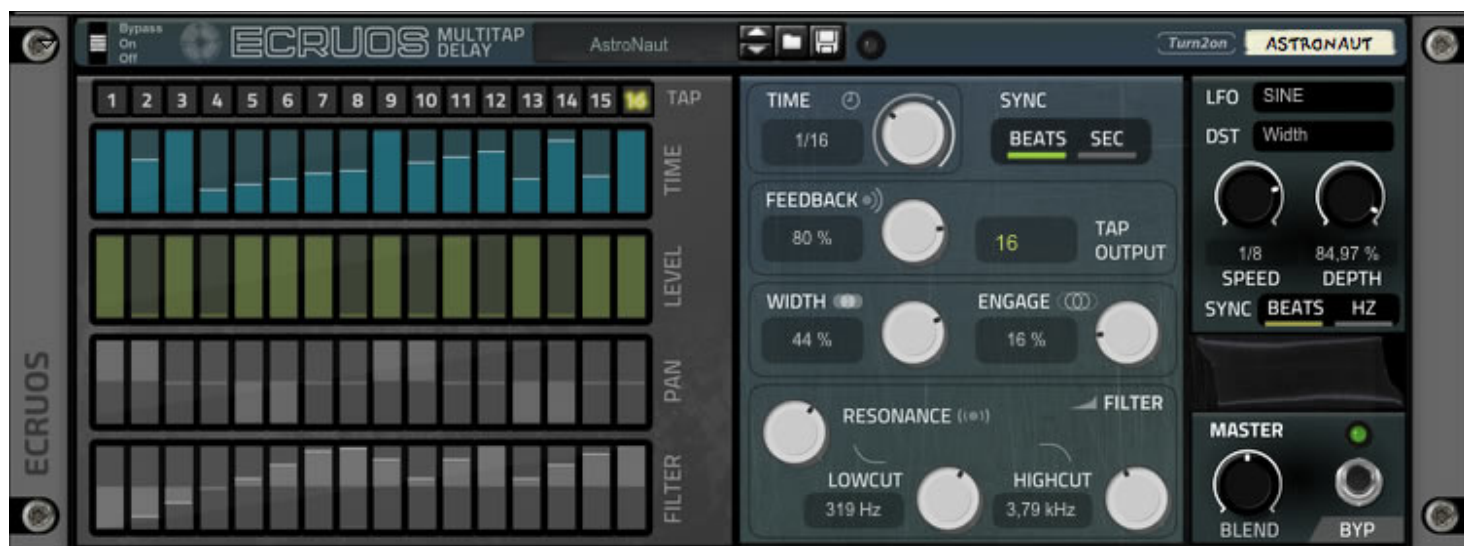 Bypass
On
Off
ECRUOS MULTITAP DELAY
AstroNaut
Turn2on
ASTRONAUT
1 2 3 4 5 6 7 8 9 10 11 12 13 14 15 16 TAP
TIME
LEVEL
PAN
FILTER
ECRUOS
TIME
1/16
SYNC
BEATS SEC
FEEDBACK
80 %
16
TAP OUTPUT
WIDTH
44 %
ENGAGE
16 %
FILTER
RESONANCE
LOWCUT
319 Hz
HIGHCUT
3,79 kHz
LFO SINE
DST Width
1/8 84,97 %
SPEED DEPTH
SYNC BEATS HZ
MASTER
BLEND BYP